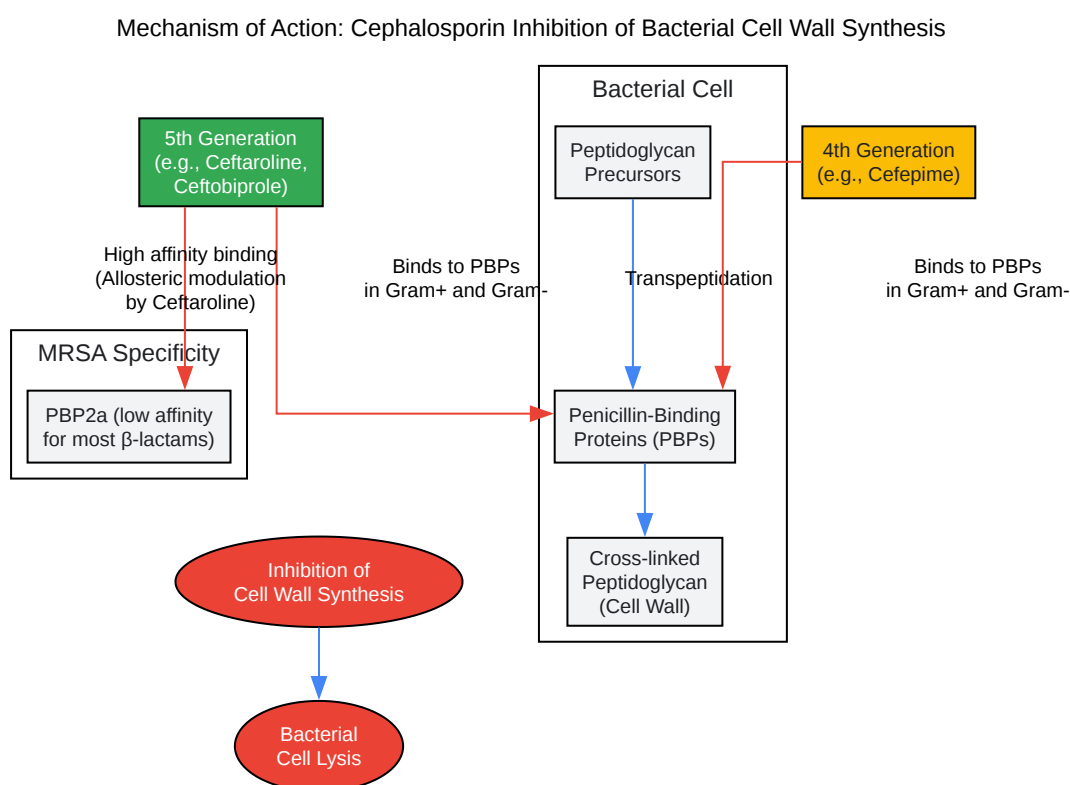 Mechanism of Action: Cephalosporin Inhibition of Bacterial Cell Wall Synthesis
Bacterial Cell
5th Generation
(e.g., Ceftaroline,
Ceftobiprole)
Peptidoglycan
Precursors
4th Generation
(e.g., Cefepime)
High affinity binding
(Allosteric modulation
by Ceftaroline)
Binds to PBPs
in Gram+ and Gram-
Transpeptidation
Binds to PBPs
in Gram+ and Gram-
MRSA Specificity
PBP2a (low affinity
for most β-lactams)
Penicillin-Binding
Proteins (PBPs)
Inhibition of
Cell Wall Synthesis
Cross-linked
Peptidoglycan
(Cell Wall)
Bacterial
Cell Lysis